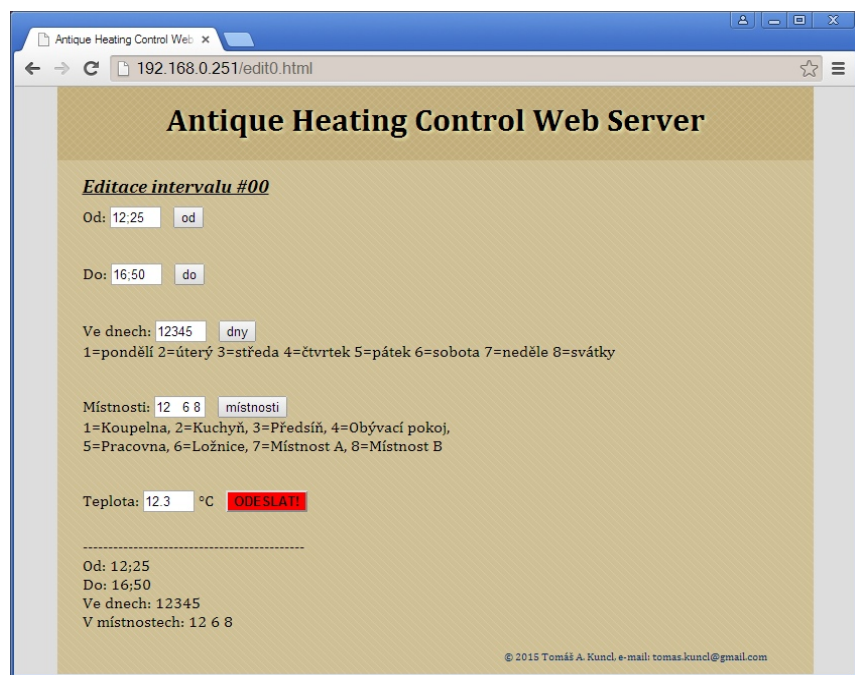 Antique Heating Control Web
192.168.0.251/edit0.html
Antique Heating Control Web Server
Editace intervalu #00
Od: 12;25 od
Do: 16;50 do
Ve dnech: 12345 dny
1=pondělí 2=úterý 3=středa 4=čtvrtek 5=pátek 6=sobota 7=neděle 8=svátky
Místnosti: 12 6 8 místnosti
1=Koupelna, 2=Kuchyň, 3=Předsíň, 4=Obývací pokoj,
5=Pracovna, 6=Ložnice, 7=Místnost A, 8=Místnost B
Teplota: 12.3 °C ODESLAT!
--------------------------------------------
Od: 12;25
Do: 16;50
Ve dnech: 12345
V místnostech: 12 6 8
© 2015 Tomáš A. Kuncl, e-mail: tomas.kuncl@gmail.com